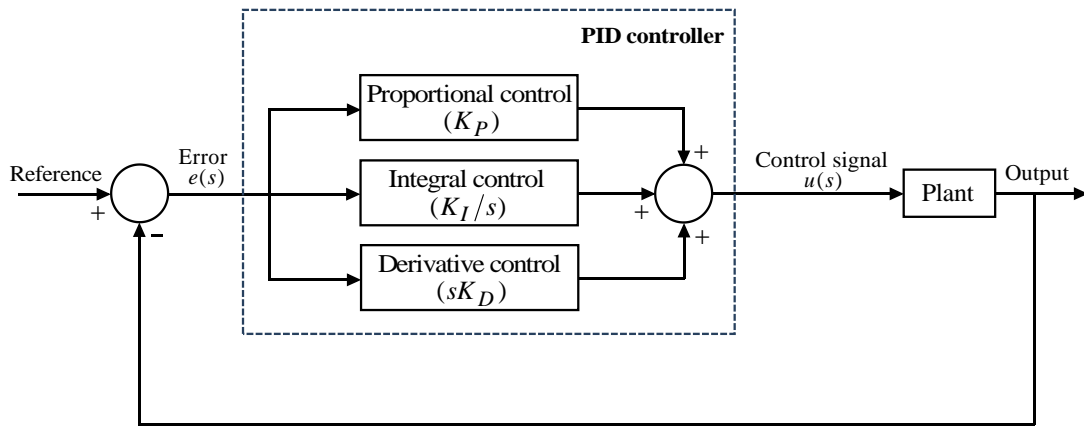 PID controller
Proportional control
(K_P)
Reference
+
−
Error
e(s)
Integral control
(K_I/s)
+
+
+
Control signal
u(s)
Plant
Output
Derivative control
(sK_D)